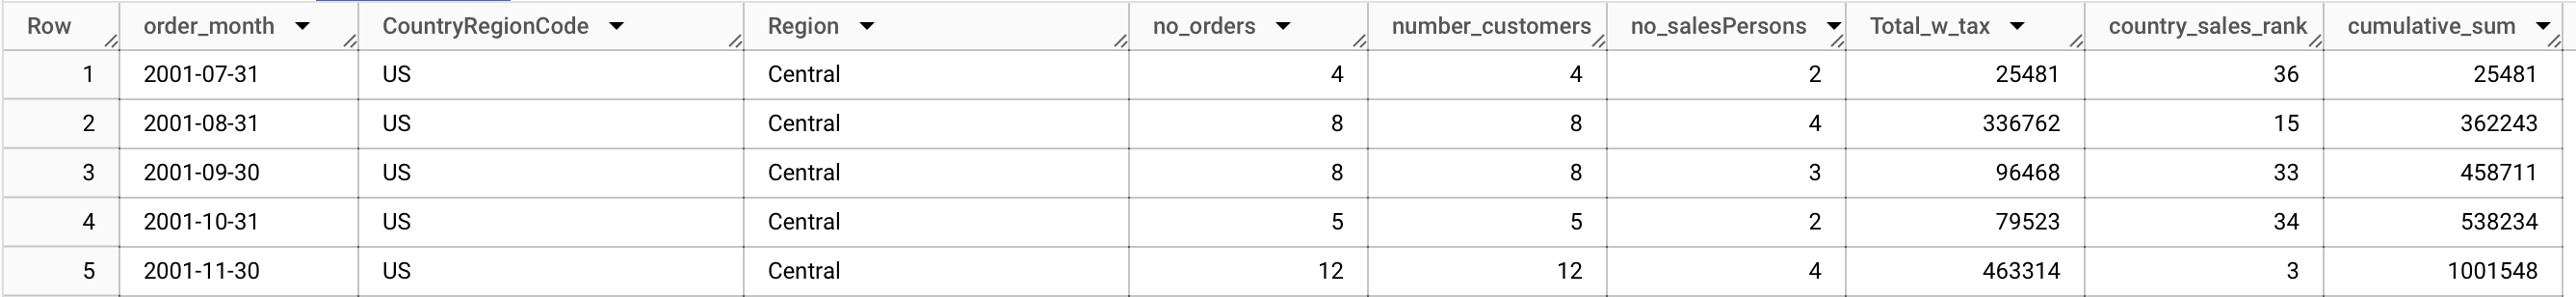 Row order_month CountryRegionCode Region no_orders number_customers no_salesPersons Total_w_tax country_sales_rank cumulative_sum
1 2001-07-31 US Central 4 4 2 25481 36 25481
2 2001-08-31 US Central 8 8 4 336762 15 362243
3 2001-09-30 US Central 8 8 3 96468 33 458711
4 2001-10-31 US Central 5 5 2 79523 34 538234
5 2001-11-30 US Central 12 12 4 463314 3 1001548